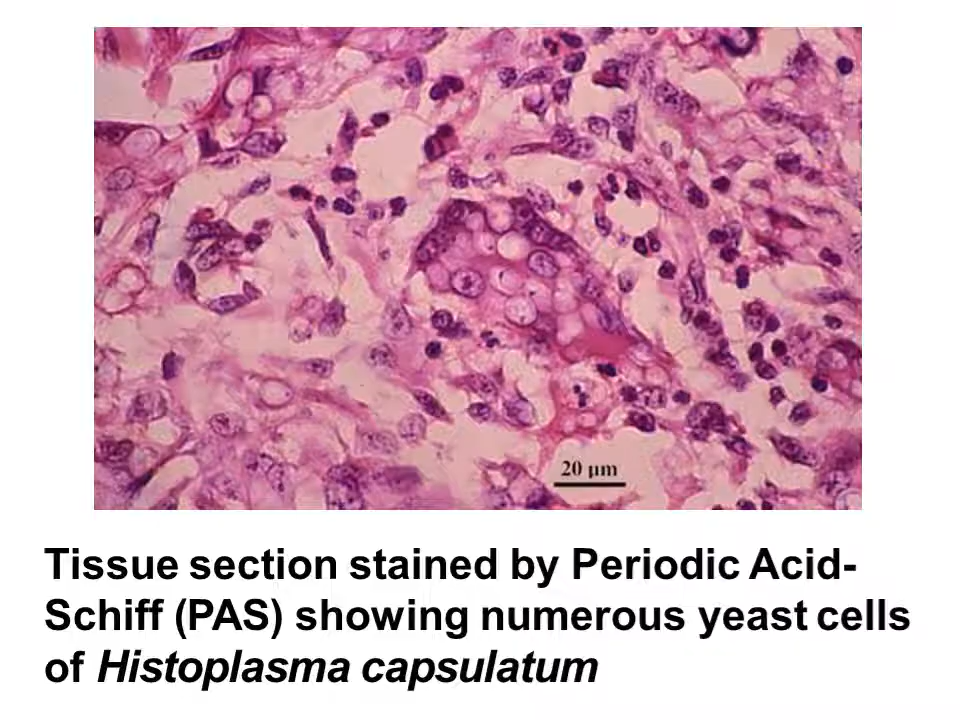 20 µm
Tissue section stained by Periodic Acid-
Schiff (PAS) showing numerous yeast cells
of Histoplasma capsulatum